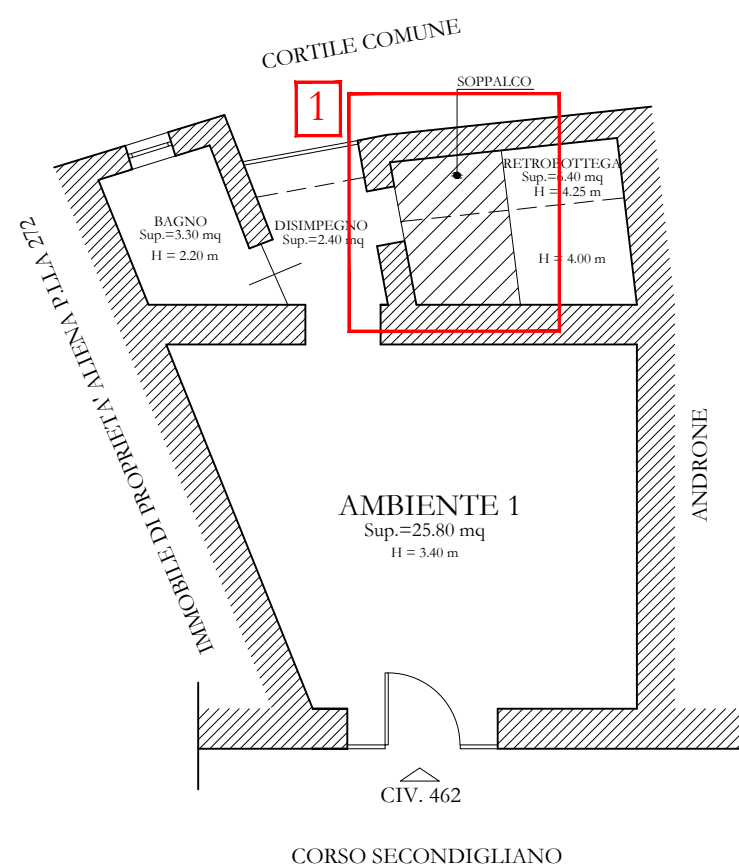 CORTILE COMUNE
1
SOPPALCO
RETROBOTTEGA
Sup.=6.40 mq
H = 4.25 m
BAGNO
Sup.=3.30 mq
H = 2.20 m
DISIMPEGNO
Sup.=2.40 mq
H = 4.00 m
IMMOBILE DI PROPRIETA' ALIENA P.LLA 272
ANDRONE
AMBIENTE 1
Sup.=25.80 mq
H = 3.40 m
CIV. 462
CORSO SECONDIGLIANO